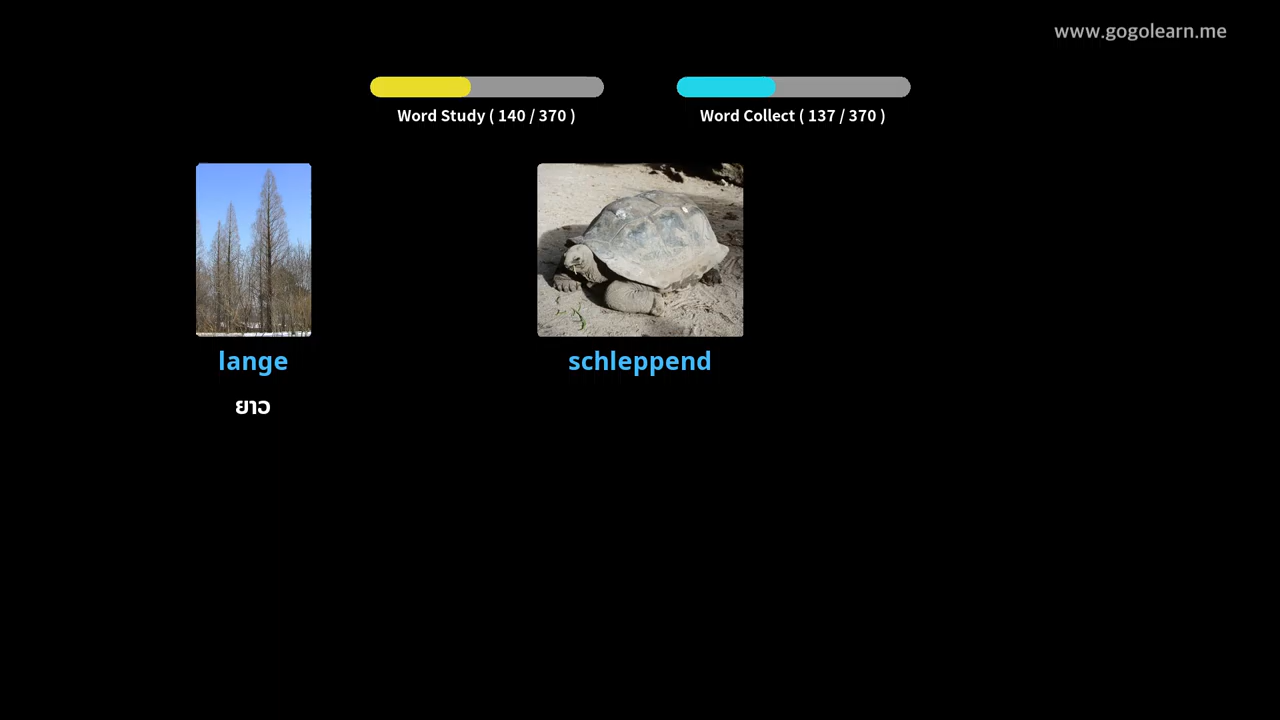 www.gogolearn.me
Word Study ( 140 / 370 )
Word Collect ( 137 / 370 )
lange
schleppend
ยาว